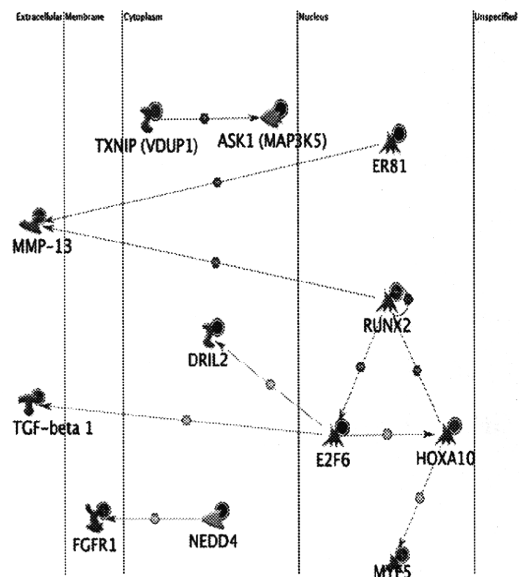 Extracellular Membrane Cytoplasm Nucleus Unspecified
TXNIP (VDUP1)
ASK1 (MAP3K5)
ER81
MMP-13
RUNX2
DRIL2
TGF-beta 1
E2F6
HOXA10
FGFR1
NEDD4
MYF5